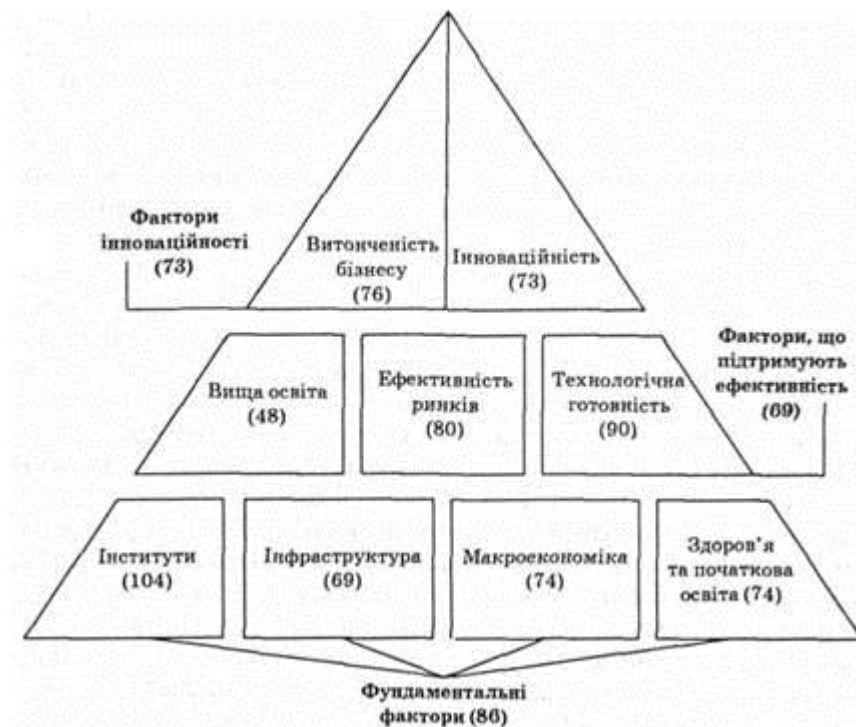 Фактори
інноваційності
(73)
Витонченість
бізнесу
(76)
Інноваційність
(73)
Вища освіта
(48)
Ефективність
ринків
(80)
Технологічна
готовність
(90)
Фактори, що
підтримують
ефективність
(69)
Інститути
(104)
Інфраструктура
(69)
Макроекономіка
(74)
Здоров’я
та початкова
освіта (74)
Фундаментальні
фактори (86)